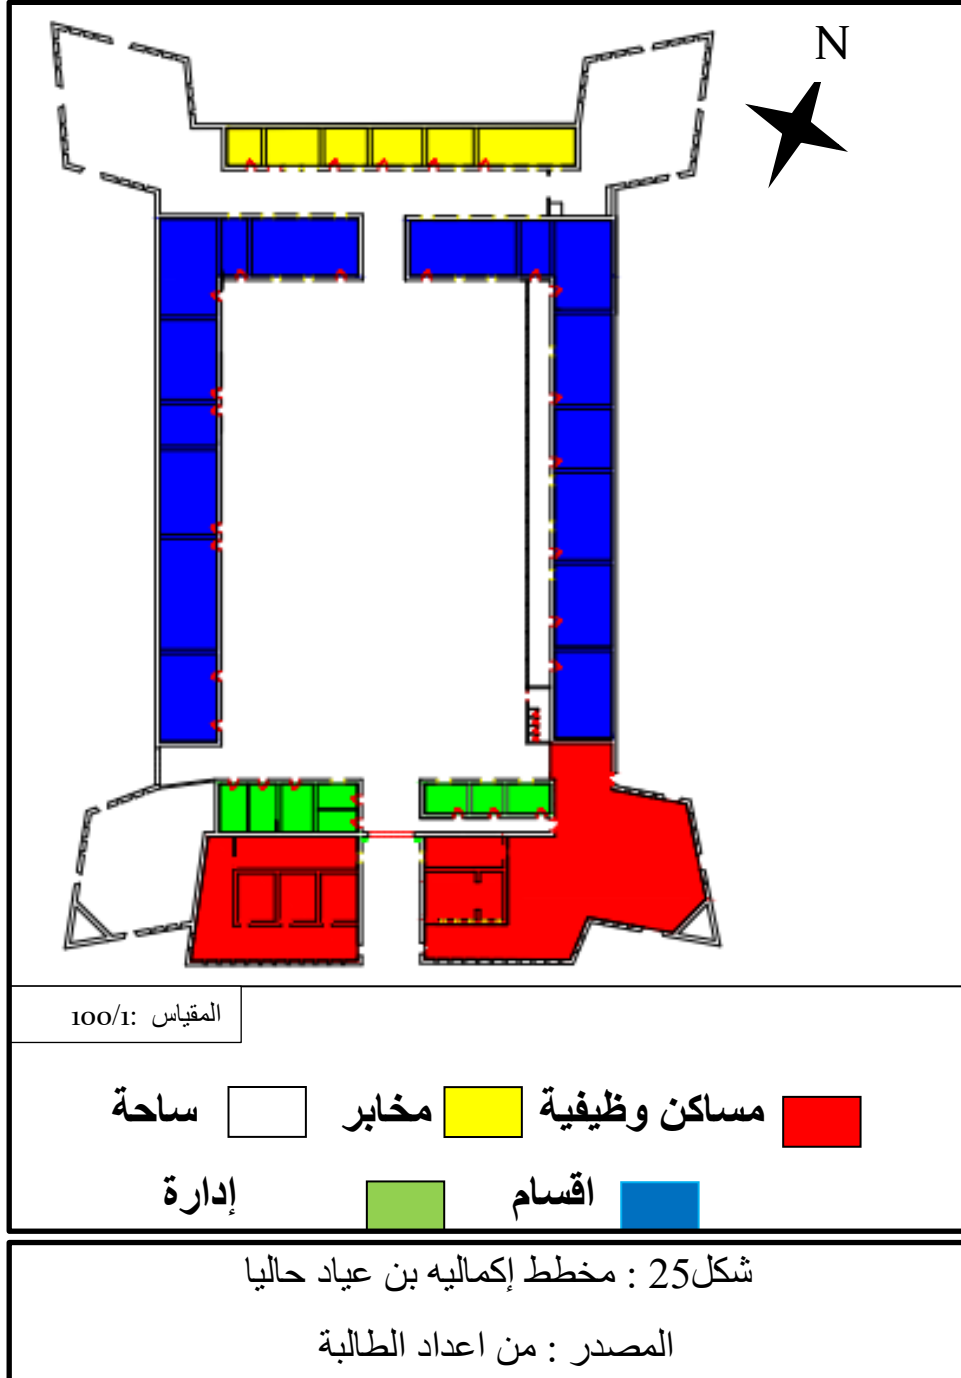 N
المقياس :100/1
مساكن وظيفية مخابر ساحة
اقسام إدارة
شكل25 : مخطط إكماليه بن عياد حاليا
المصدر : من اعداد الطالبة